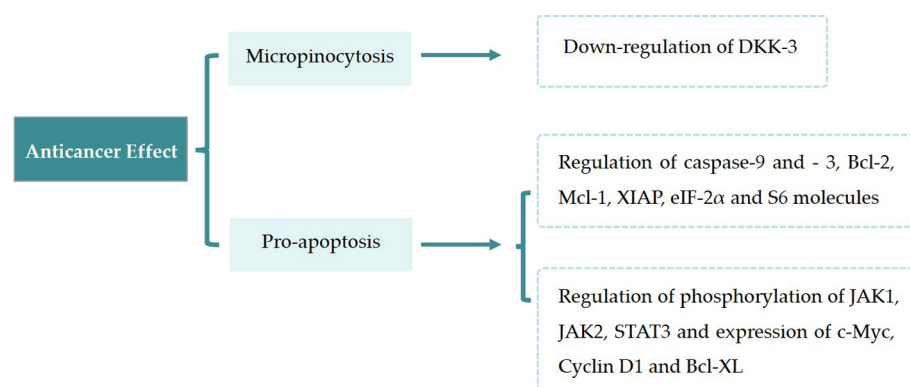 Anticancer Effect
Micropinocytosis
Down-regulation of DKK-3
Pro-apoptosis
Regulation of caspase-9 and - 3, Bcl-2,
Mcl-1, XIAP, eIF-2α and S6 molecules
Regulation of phosphorylation of JAK1,
JAK2, STAT3 and expression of c-Myc,
Cyclin D1 and Bcl-XL